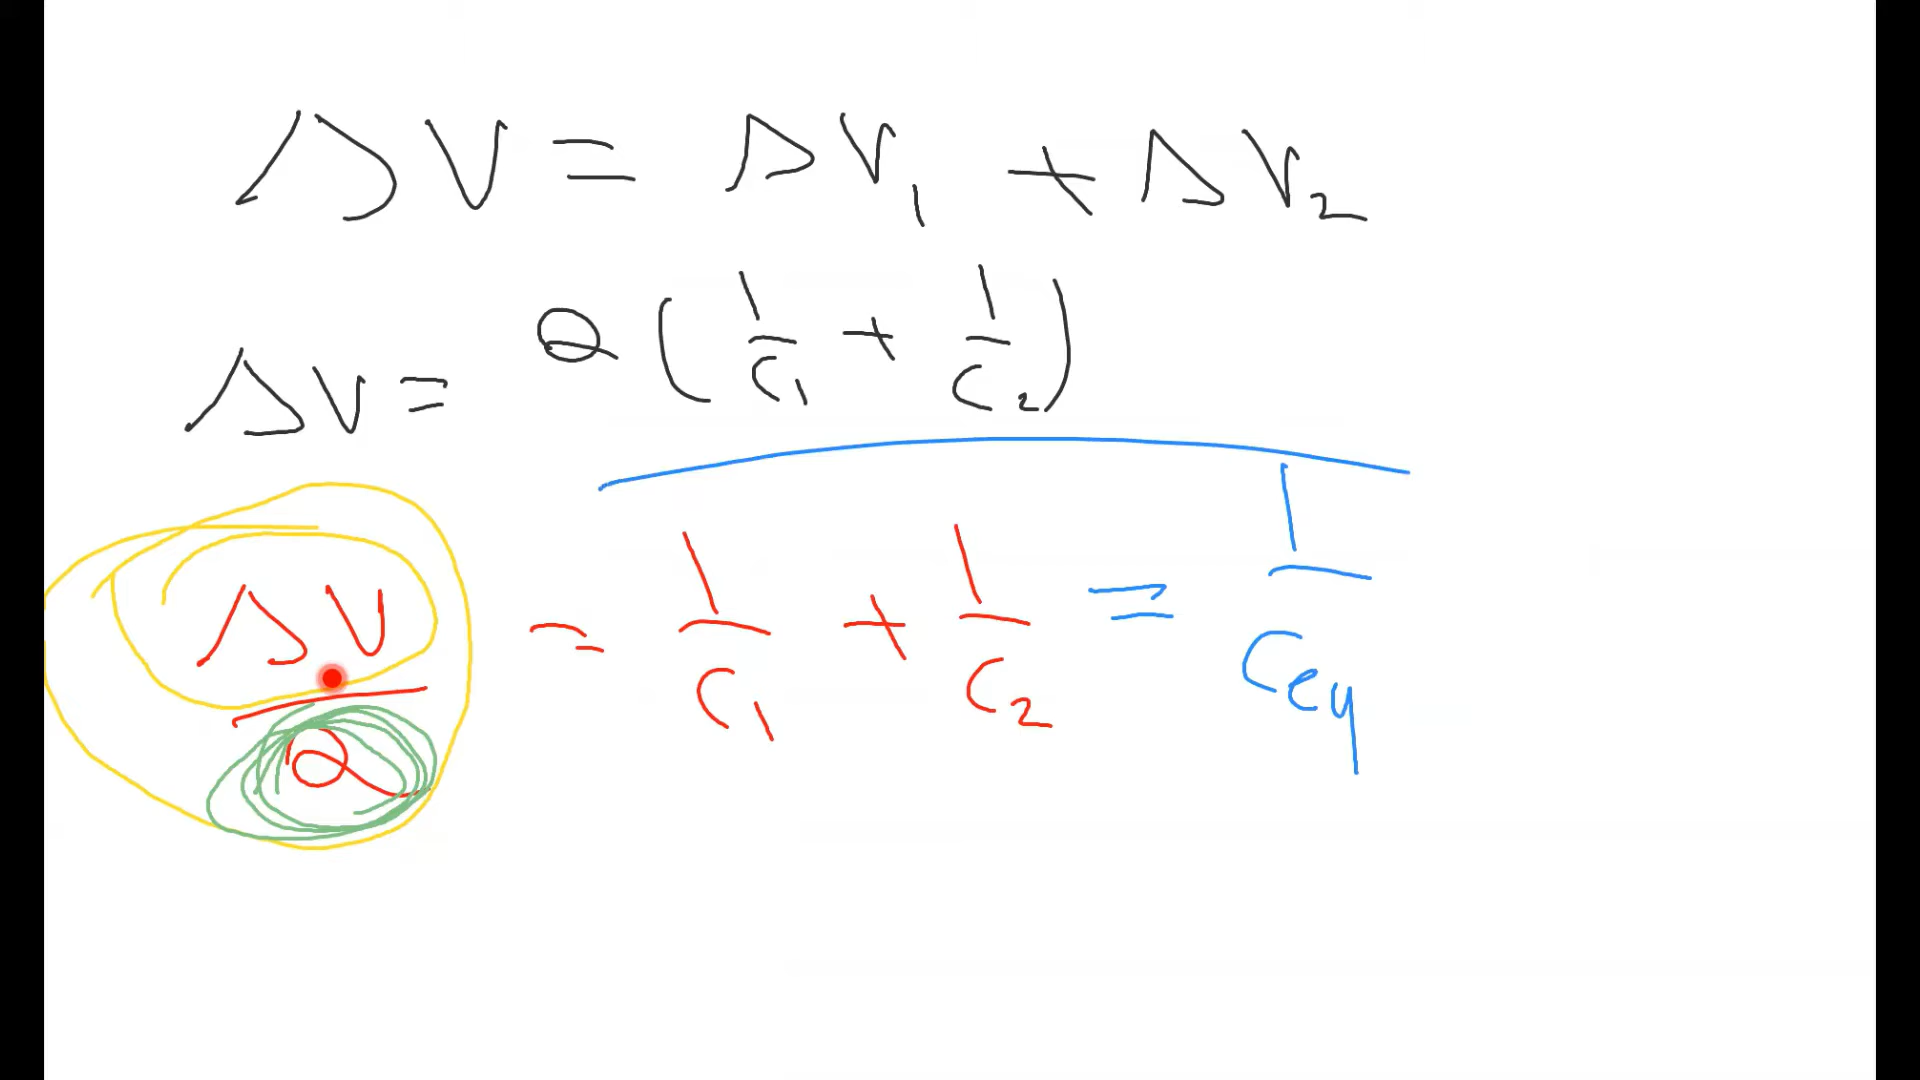 ΔV = ΔV₁ + ΔV₂
ΔV = Q(1/C₁ + 1/C₂)
ΔV/Q = 1/C₁ + 1/C₂ = 1/Ceq